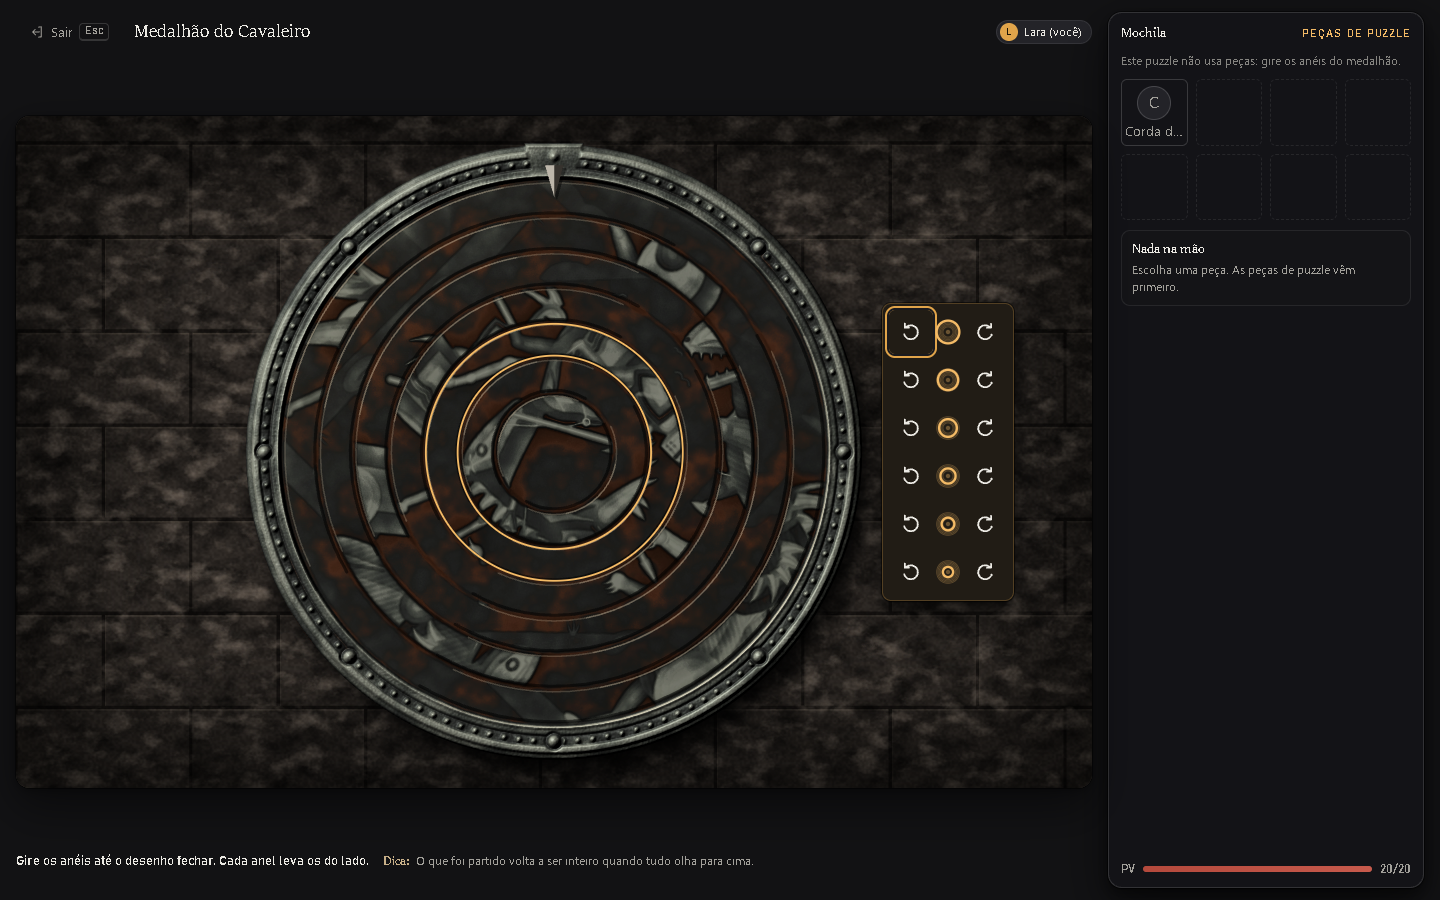 Sair Esc Medalhão do Cavaleiro
L Lara (você)
Mochila PEÇAS DE PUZZLE
Este puzzle não usa peças: gire os anéis do medalhão.
C
Corda d...
Nada na mão
Escolha uma peça. As peças de puzzle vêm
primeiro.
Gire os anéis até o desenho fechar. Cada anel leva os do lado. Dica: O que foi partido volta a ser inteiro quando tudo olha para cima.
PV 20/20